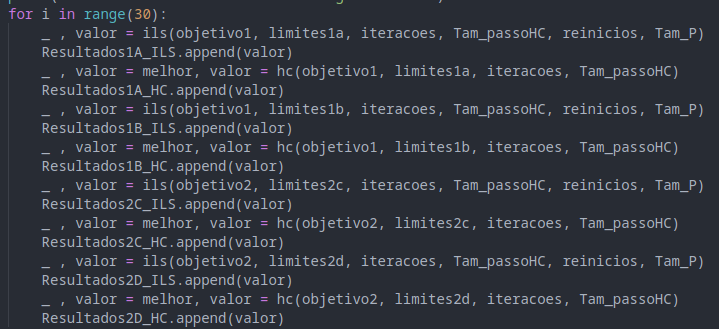 for i in range(30):
    _ , valor = ils(objetivo1, limites1a, iteracoes, Tam_passoHC, reinicios, Tam_P)
    Resultados1A_ILS.append(valor)
    _ , valor = melhor, valor = hc(objetivo1, limites1a, iteracoes, Tam_passoHC)
    Resultados1A_HC.append(valor)
    _ , valor = ils(objetivo1, limites1b, iteracoes, Tam_passoHC, reinicios, Tam_P)
    Resultados1B_ILS.append(valor)
    _ , valor = melhor, valor = hc(objetivo1, limites1b, iteracoes, Tam_passoHC)
    Resultados1B_HC.append(valor)
    _ , valor = ils(objetivo2, limites2c, iteracoes, Tam_passoHC, reinicios, Tam_P)
    Resultados2C_ILS.append(valor)
    _ , valor = melhor, valor = hc(objetivo2, limites2c, iteracoes, Tam_passoHC)
    Resultados2C_HC.append(valor)
    _ , valor = ils(objetivo2, limites2d, iteracoes, Tam_passoHC, reinicios, Tam_P)
    Resultados2D_ILS.append(valor)
    _ , valor = melhor, valor = hc(objetivo2, limites2d, iteracoes, Tam_passoHC)
    Resultados2D_HC.append(valor)